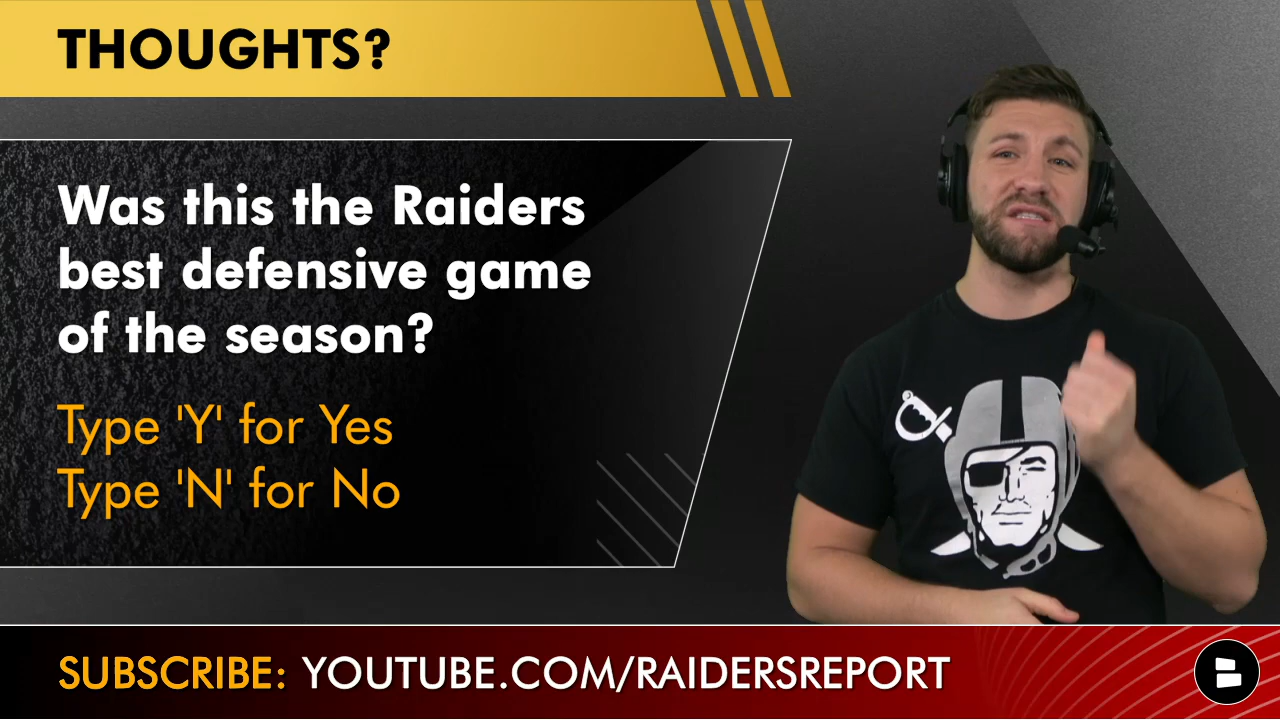 THOUGHTS?
Was this the Raiders
best defensive game
of the season?
Type 'Y' for Yes
Type 'N' for No
SUBSCRIBE: YOUTUBE.COM/RAIDERSREPORT